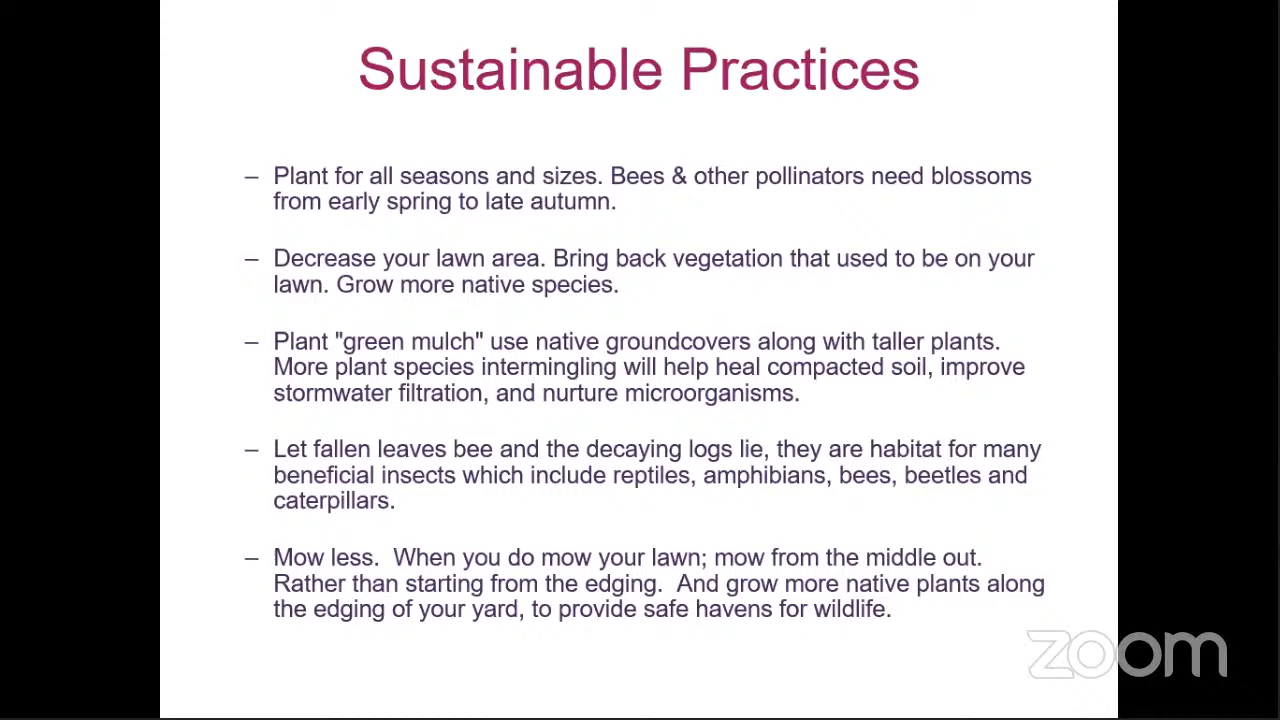 Sustainable Practices
– Plant for all seasons and sizes. Bees & other pollinators need blossoms
from early spring to late autumn.
– Decrease your lawn area. Bring back vegetation that used to be on your
lawn. Grow more native species.
– Plant "green mulch" use native groundcovers along with taller plants.
More plant species intermingling will help heal compacted soil, improve
stormwater filtration, and nurture microorganisms.
– Let fallen leaves bee and the decaying logs lie, they are habitat for many
beneficial insects which include reptiles, amphibians, bees, beetles and
caterpillars.
– Mow less.  When you do mow your lawn; mow from the middle out.
Rather than starting from the edging.  And grow more native plants along
the edging of your yard, to provide safe havens for wildlife.
zoom